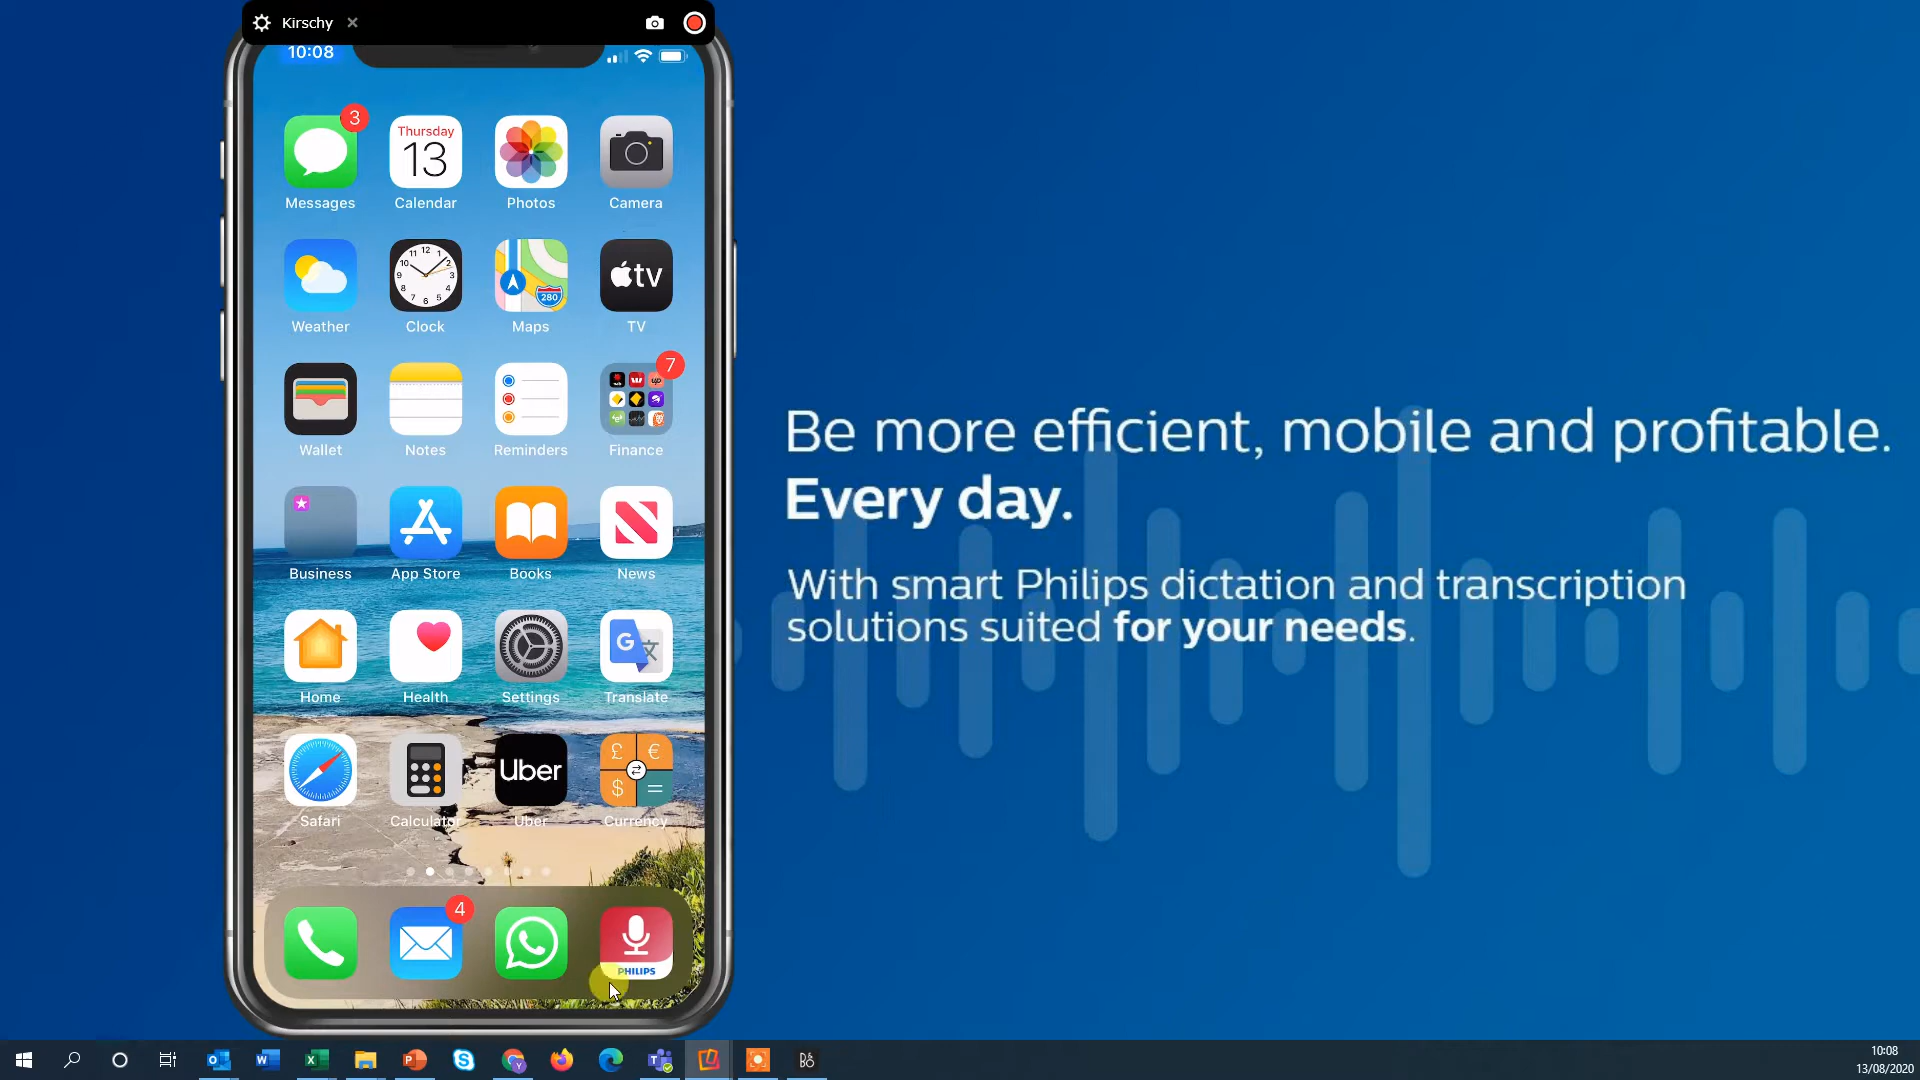 Kirschy
10:08
3
Thursday
13
Messages
Calendar
Photos
Camera
280
tv
Weather
Clock
Maps
TV
7
Wallet
Notes
Reminders
Finance
Business
App Store
Books
News
G
Home
Health
Settings
Translate
Uber
£ €
$ =
Safari
Calculator
Uber
Currency
4
PHILIPS
Be more efficient, mobile and profitable.
Every day.
With smart Philips dictation and transcription
solutions suited for your needs.
10:08
13/08/2020